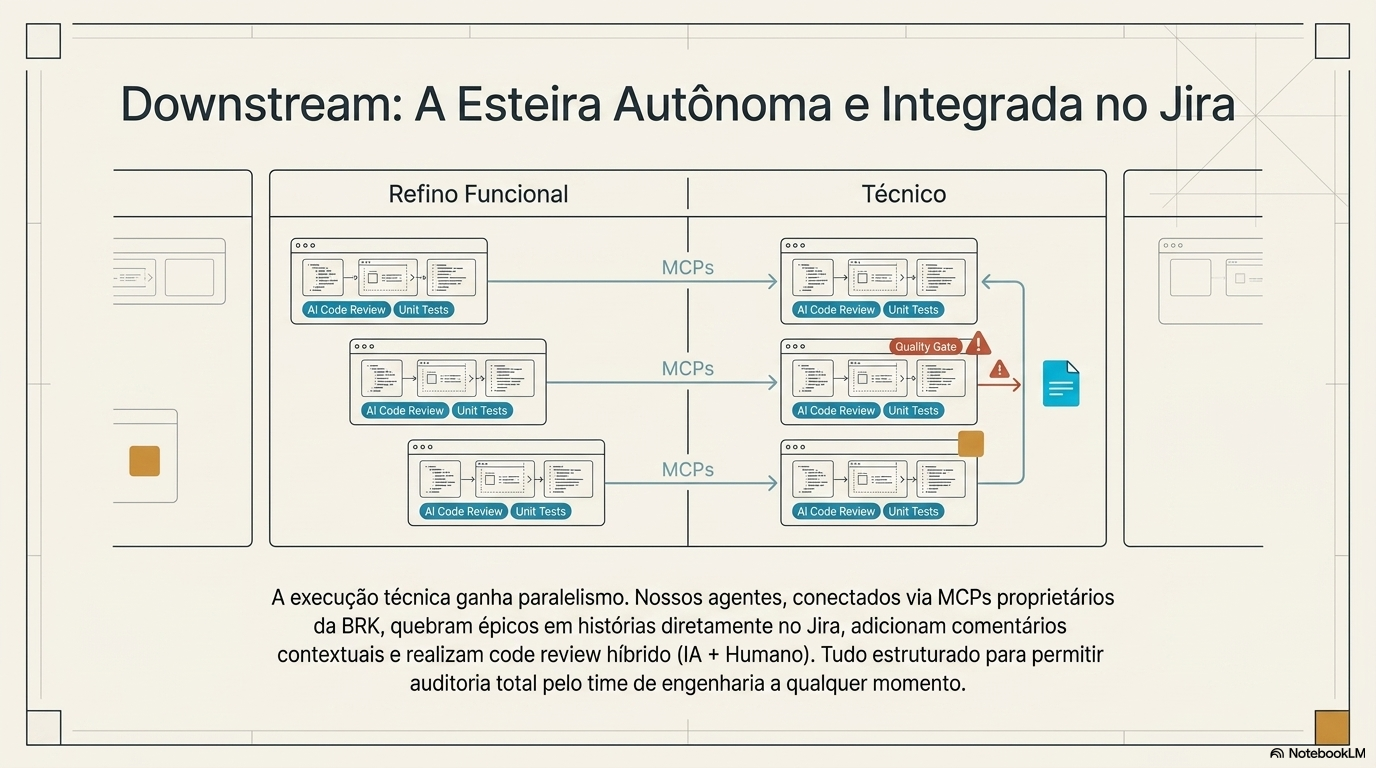 Downstream: A Esteira Autônoma e Integrada no Jira
Refino Funcional
Técnico
MCPs
AI Code Review
Unit Tests
AI Code Review
Unit Tests
Quality Gate
MCPs
AI Code Review
Unit Tests
AI Code Review
Unit Tests
MCPs
AI Code Review
Unit Tests
AI Code Review
Unit Tests
A execução técnica ganha paralelismo. Nossos agentes, conectados via MCPs proprietários
da BRK, quebram épicos em histórias diretamente no Jira, adicionam comentários
contextuais e realizam code review híbrido (IA + Humano). Tudo estruturado para permitir
auditoria total pelo time de engenharia a qualquer momento.
NotebookLM